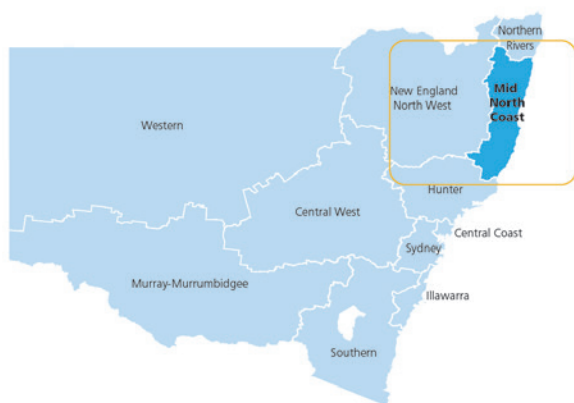 Northern
Rivers
New England
North West
Mid
North
Coast
Western
Hunter
Central West
Central Coast
Sydney
Murray-Murrumbidgee
Illawarra
Southern